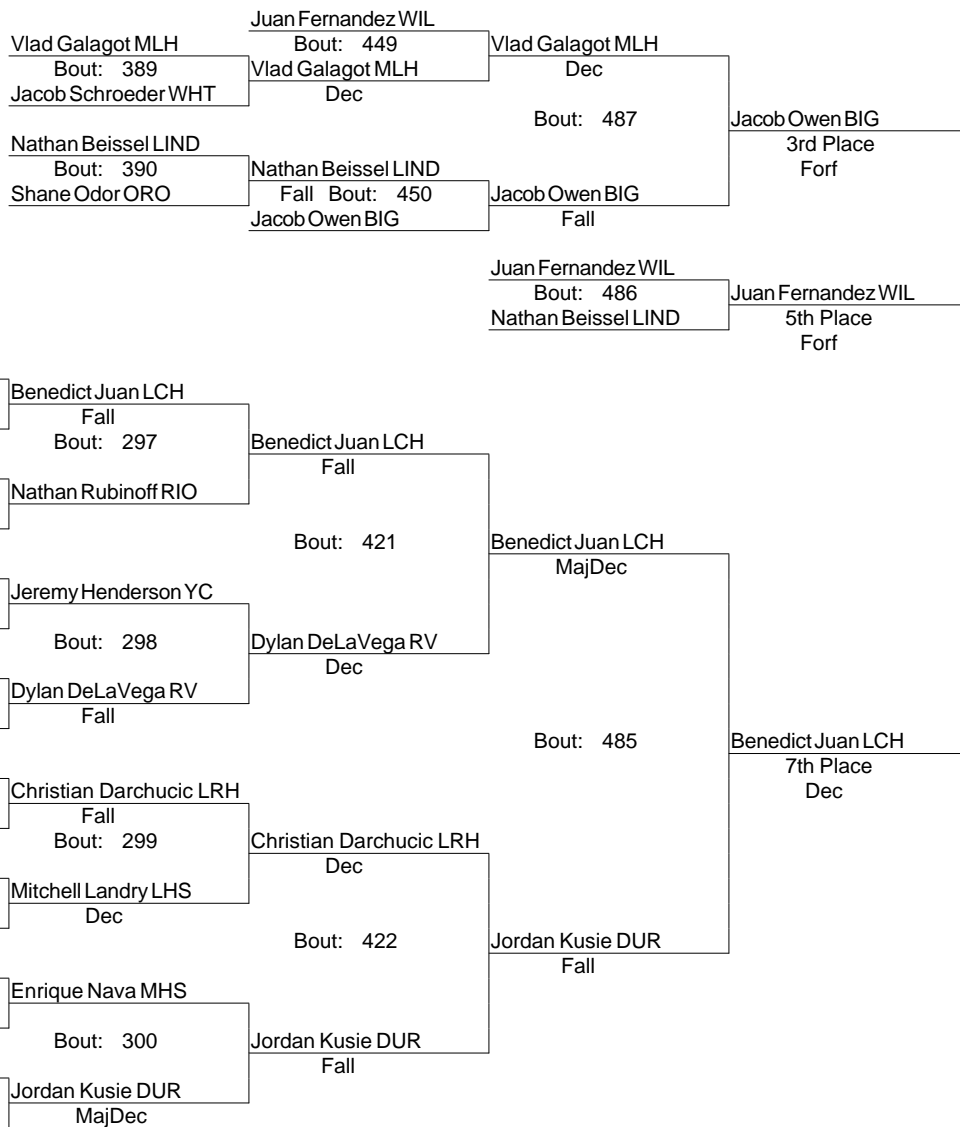 Juan Fernandez WIL
Vlad Galagot MLH
Bout: 449
Vlad Galagot MLH
Bout: 389
Vlad Galagot MLH
Dec
Jacob Schroeder WHT
Dec
Bout: 487
Jacob Owen BIG
Nathan Beissel LIND
3rd Place
Bout: 390
Nathan Beissel LIND
Forf
Shane Odor ORO
Fall Bout: 450
Jacob Owen BIG
Jacob Owen BIG
Fall
Juan Fernandez WIL
Bout: 486
Juan Fernandez WIL
Nathan Beissel LIND
5th Place
Forf
Benedict Juan LCH
Fall
Bout: 297
Benedict Juan LCH
Fall
Nathan Rubinoff RIO
Bout: 421
Benedict Juan LCH
MajDec
Jeremy Henderson YC
Bout: 298
Dylan DeLaVega RV
Dec
Dylan DeLaVega RV
Fall
Bout: 485
Benedict Juan LCH
7th Place
Dec
Christian Darchucic LRH
Fall
Bout: 299
Christian Darchucic LRH
Dec
Mitchell Landry LHS
Dec
Bout: 422
Jordan Kusie DUR
Fall
Enrique Nava MHS
Bout: 300
Jordan Kusie DUR
Fall
Jordan Kusie DUR
MajDec